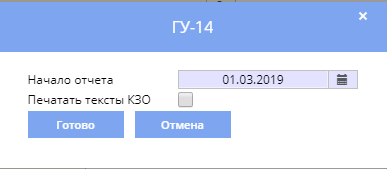 ГУ-14
Начало отчета 01.03.2019
Печатать тексты КЗО
Готово Отмена